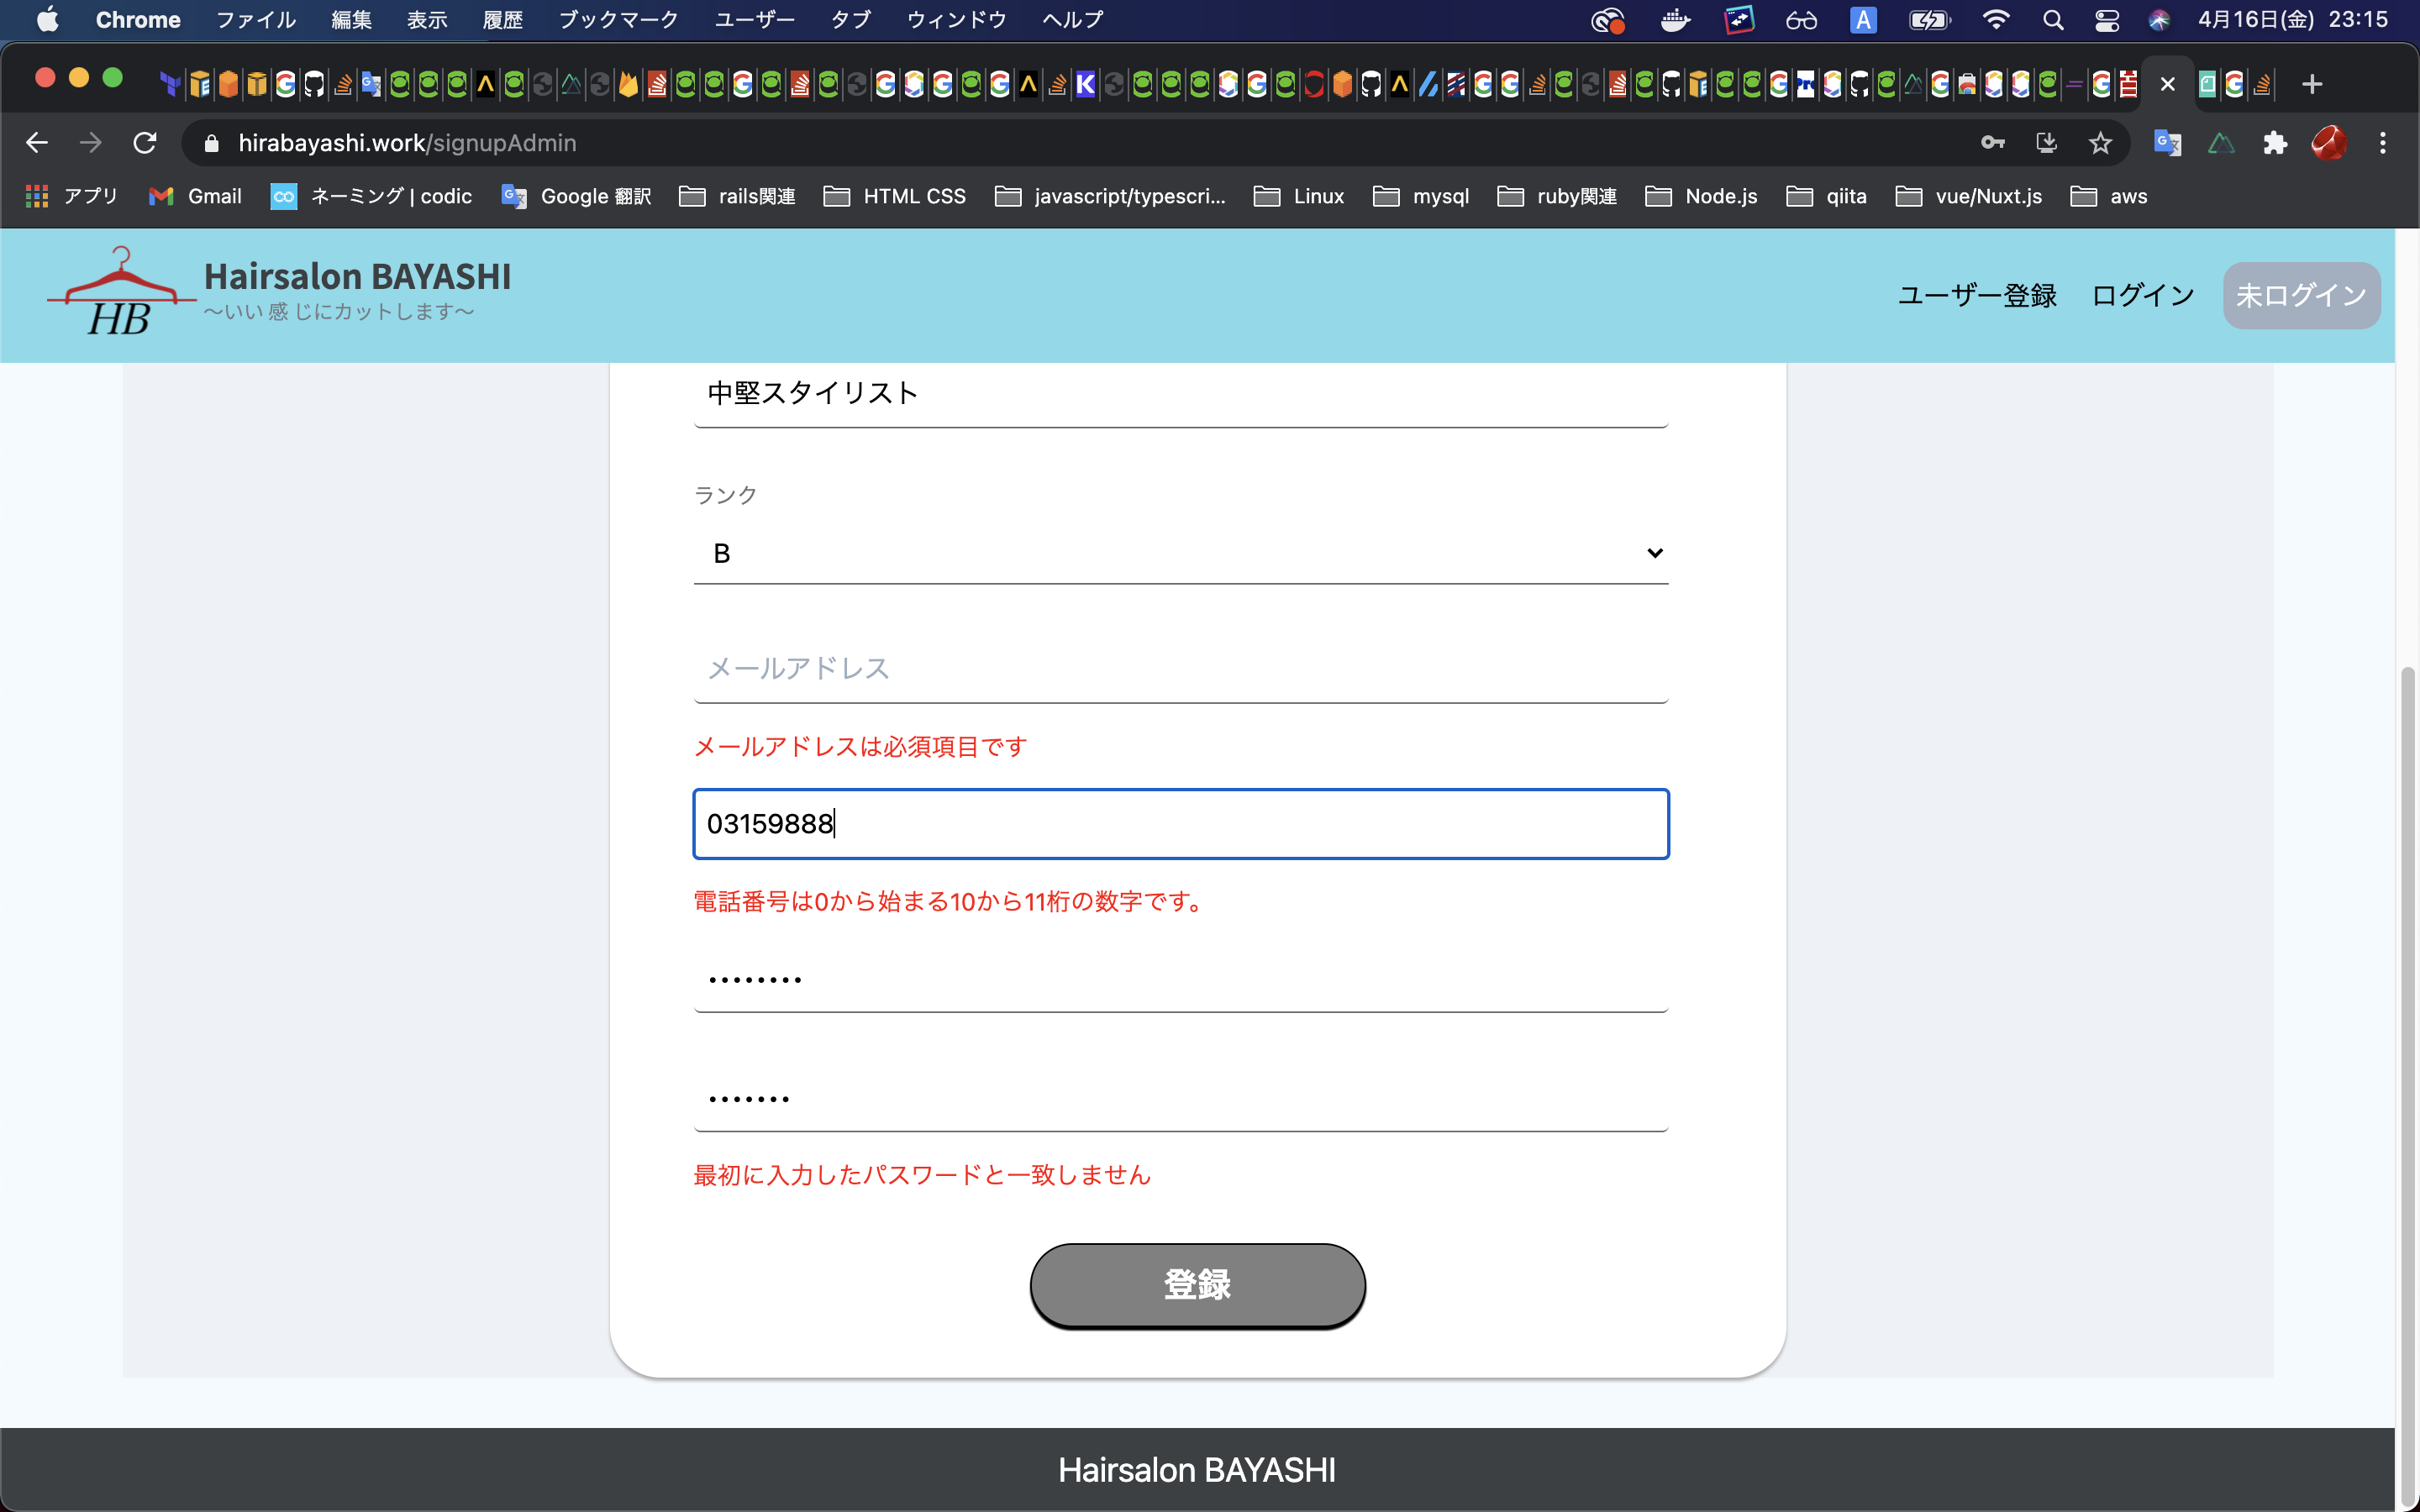 Chrome ファイル 編集 表示 履歴 ブックマーク ユーザー タブ ウィンドウ ヘルプ A 4月16日(金) 23:15
hirabayashi.work/signupAdmin
アプリ Gmail ネーミング | codic Google 翻訳 rails関連 HTML CSS javascript/typescri... Linux mysql ruby関連 Node.js qiita vue/Nuxt.js aws
Hairsalon BAYASHI
〜いい 感 じにカットします〜
HB
ユーザー登録 ログイン 未ログイン
中堅スタイリスト
ランク
B
メールアドレス
メールアドレスは必須項目です
03159888
電話番号は0から始まる10から11桁の数字です。
最初に入力したパスワードと一致しません
登録
Hairsalon BAYASHI